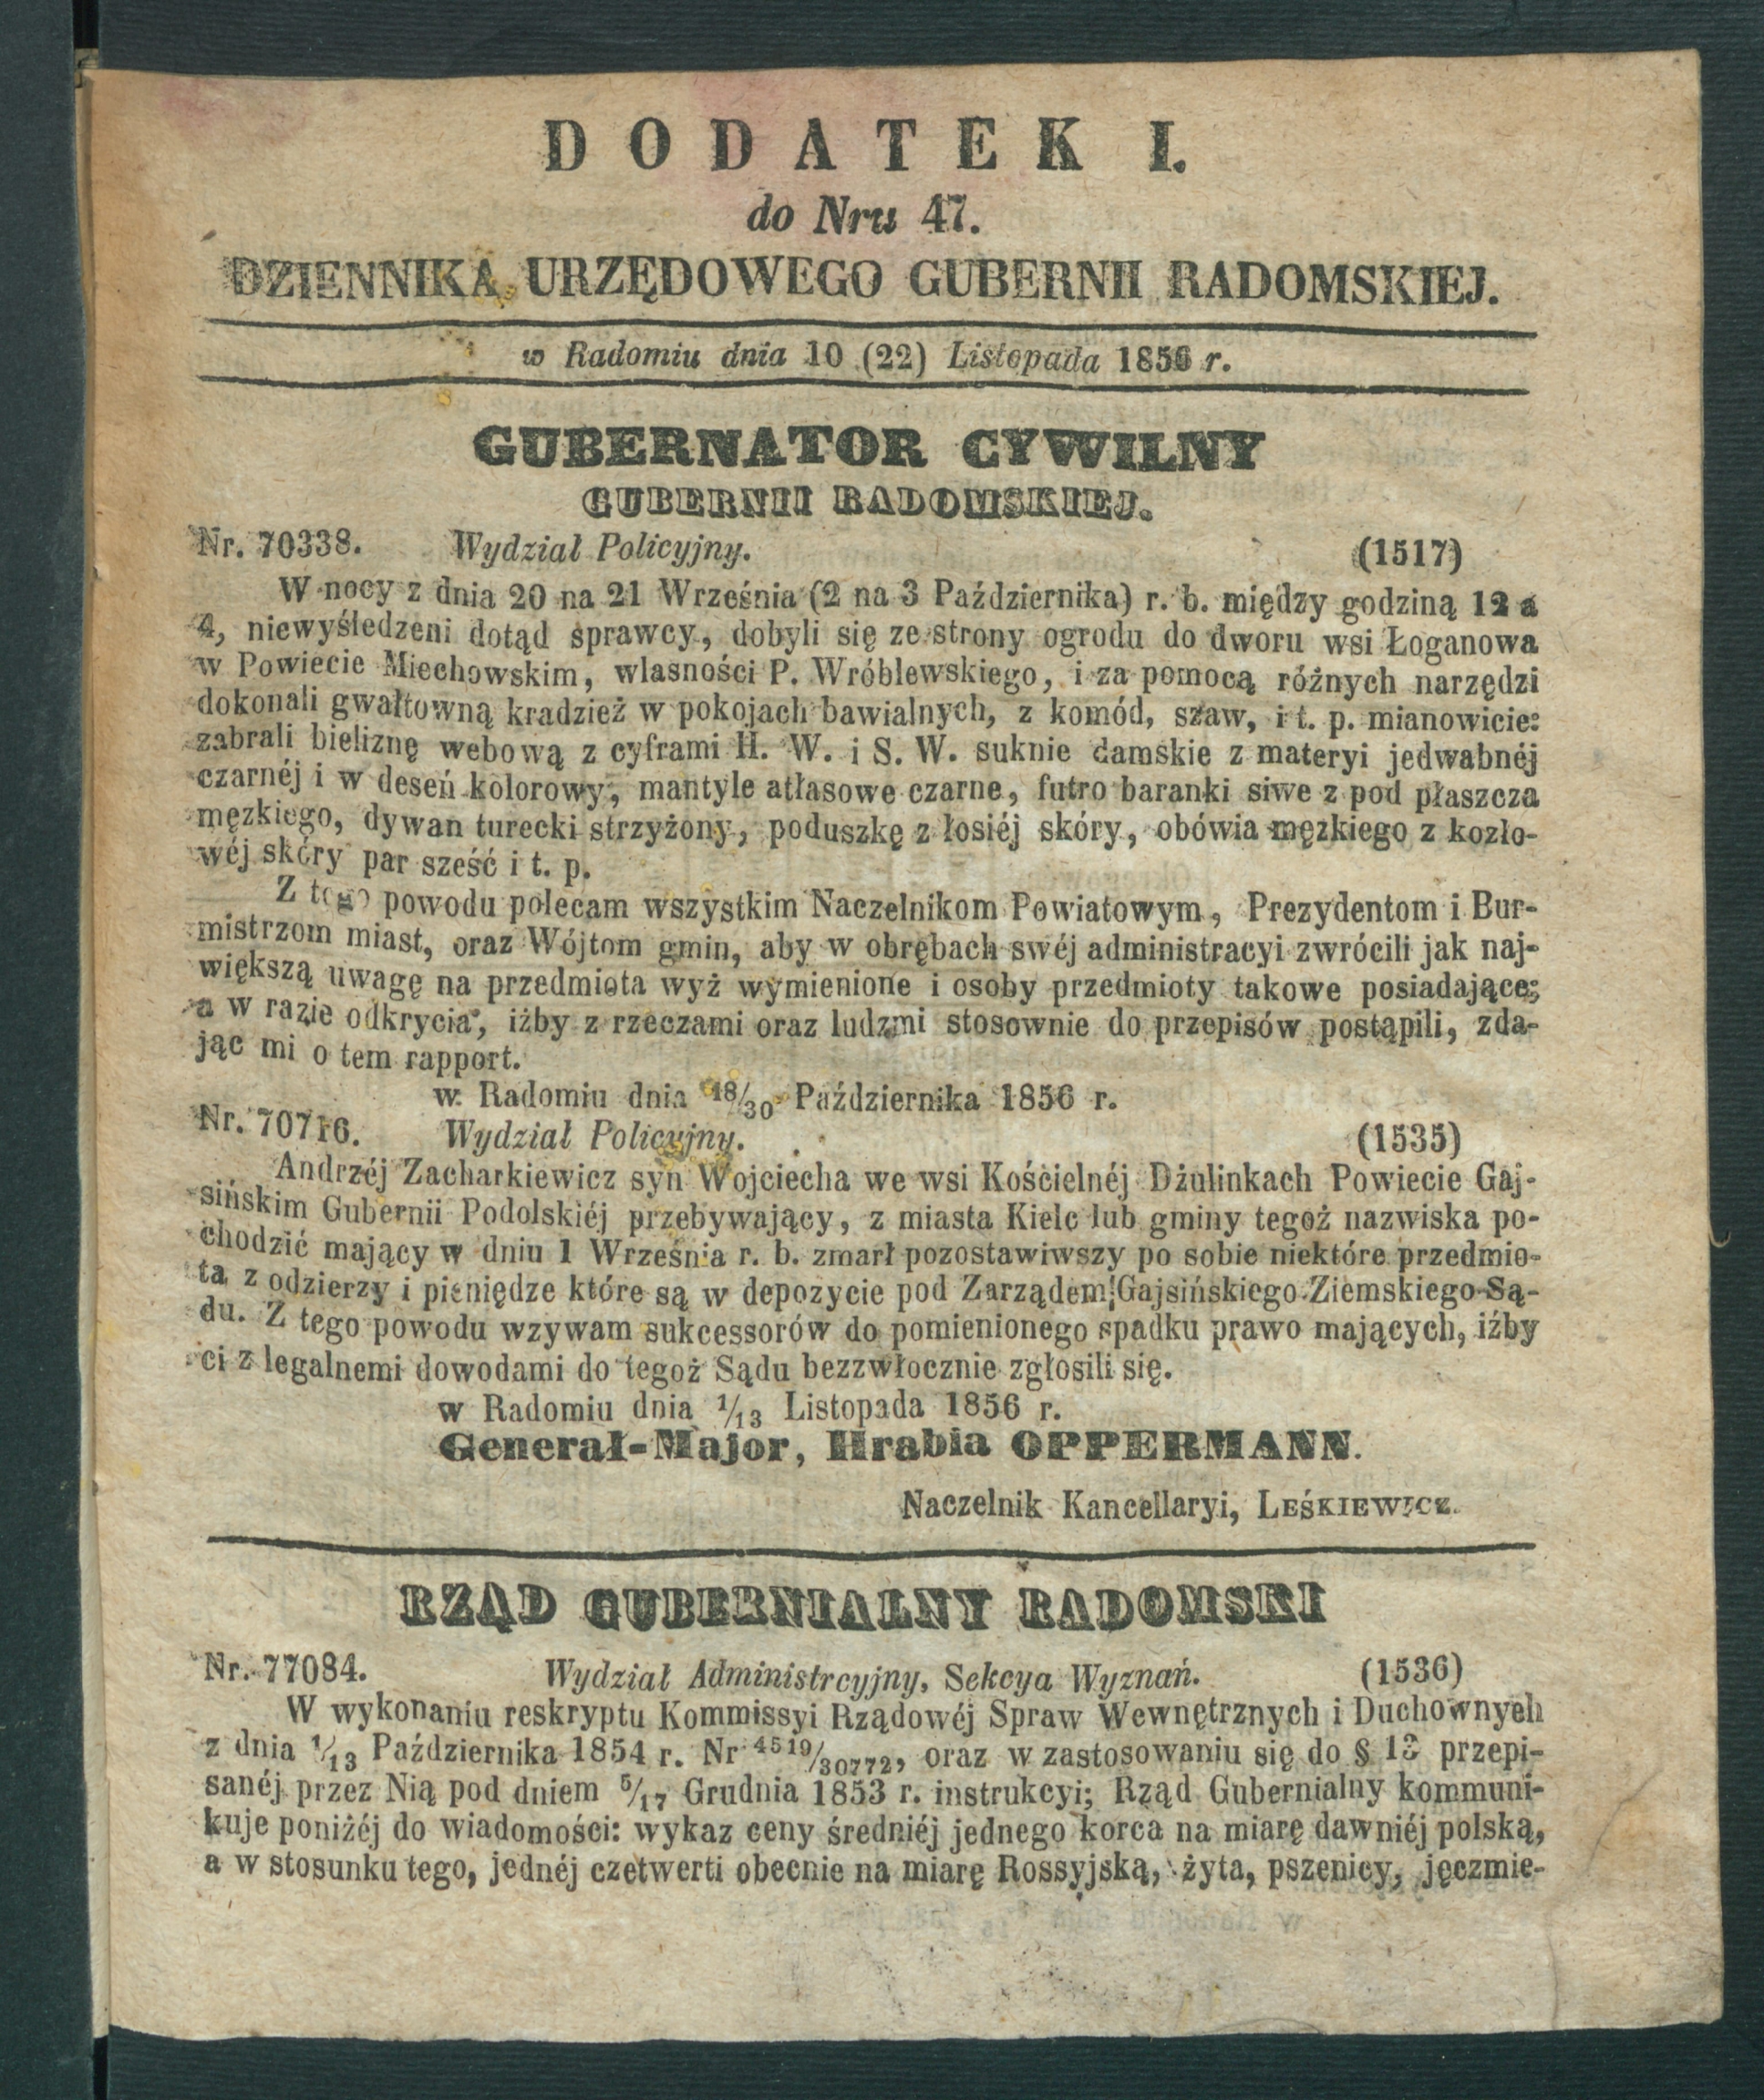 DODATEK I.
do Nru 47.
DZIENNIKA URZĘDOWEGO GUBERNII RADOMSKIEJ.
w Radomiu dnia 10 (22) Listopada 1856 r.
GUBERNATOR CYWILNY
GUBERNII RADOMSKIEJ.
Nr. 70338. Wydział Policyjny. (1517)
W nocy z dnia 20 na 21 Września (2 na 3 Października) r. b. między godziną 12 a
4, niewyśledzeni dotąd sprawcy, dobyli się ze strony ogrodu do dworu wsi Łoganowa
w Powiecie Miechowskim, wlasności P. Wróblewskiego, i za pomocą różnych narzędzi
dokonali gwałtowną kradzież w pokojach bawialnych, z komód, szaw, i t. p. mianowicie:
zabrali bieliznę webową z cyframi H. W. i S. W. suknie damskie z materyi jedwabnéj
czarnéj i w deseń kolorowy, mantyle atłasowe czarne, futro baranki siwe z pod płaszcza
męzkiego, dywan turecki strzyżony, poduszkę z łosiéj skóry, obówia męzkiego z kozło-
wéj skóry par sześć i t. p.
Z tego powodu polecam wszystkim Naczelnikom Powiatowym, Prezydentom i Bur-
mistrzom miast, oraz Wójtom gmin, aby w obrębach swéj administracyi zwrócili jak naj-
większą uwagę na przedmiota wyż wymienione i osoby przedmioty takowe posiadające;
a w razie odkrycia, iżby z rzeczami oraz ludzmi stosownie do przepisów postąpili, zda-
jąc mi o tem rapport.
w Radomiu dnia 18/30 Października 1856 r.
Nr. 70716. Wydział Policyjny. (1535)
Andrzéj Zacharkiewicz syn Wojciecha we wsi Kościelnéj Dżulinkach Powiecie Gaj-
sińskim Gubernii Podolskiéj przebywający, z miasta Kielc lub gminy tegoż nazwiska po-
chodzić mający w dniu 1 Września r. b. zmarł pozostawiwszy po sobie niektóre przedmio-
ta z odzierzy i pieniędze które są w depozycie pod Zarządem Gajsińskiego Ziemskiego Są-
du. Z tego powodu wzywam sukcessorów do pomienionego spadku prawo mających, iżby
ci z legalnemi dowodami do tegoż Sądu bezzwłocznie zgłosili się.
w Radomiu dnia 1/13 Listopada 1856 r.
Generał-Major, Hrabia OPPERMANN.
Naczelnik Kancellaryi, LEŚKIEWICZ.
RZĄD GUBERNIALNY RADOMSKI
Nr. 77084. Wydział Administrcyjny, Sekcya Wyznań. (1536)
W wykonaniu reskryptu Kommissyi Rządowéj Spraw Wewnętrznych i Duchownych
z dnia 1/13 Października 1854 r. Nr 4519/30772, oraz w zastosowaniu się do § 13 przepi-
sanéj przez Nią pod dniem 5/17 Grudnia 1853 r. instrukcyi; Rząd Gubernialny kommuni-
kuje poniżéj do wiadomości: wykaz ceny średniéj jednego korca na miarę dawniéj polską,
a w stosunku tego, jednéj czetwerti obecnie na miarę Rossyjską, żyta, pszenicy, jęczmie-